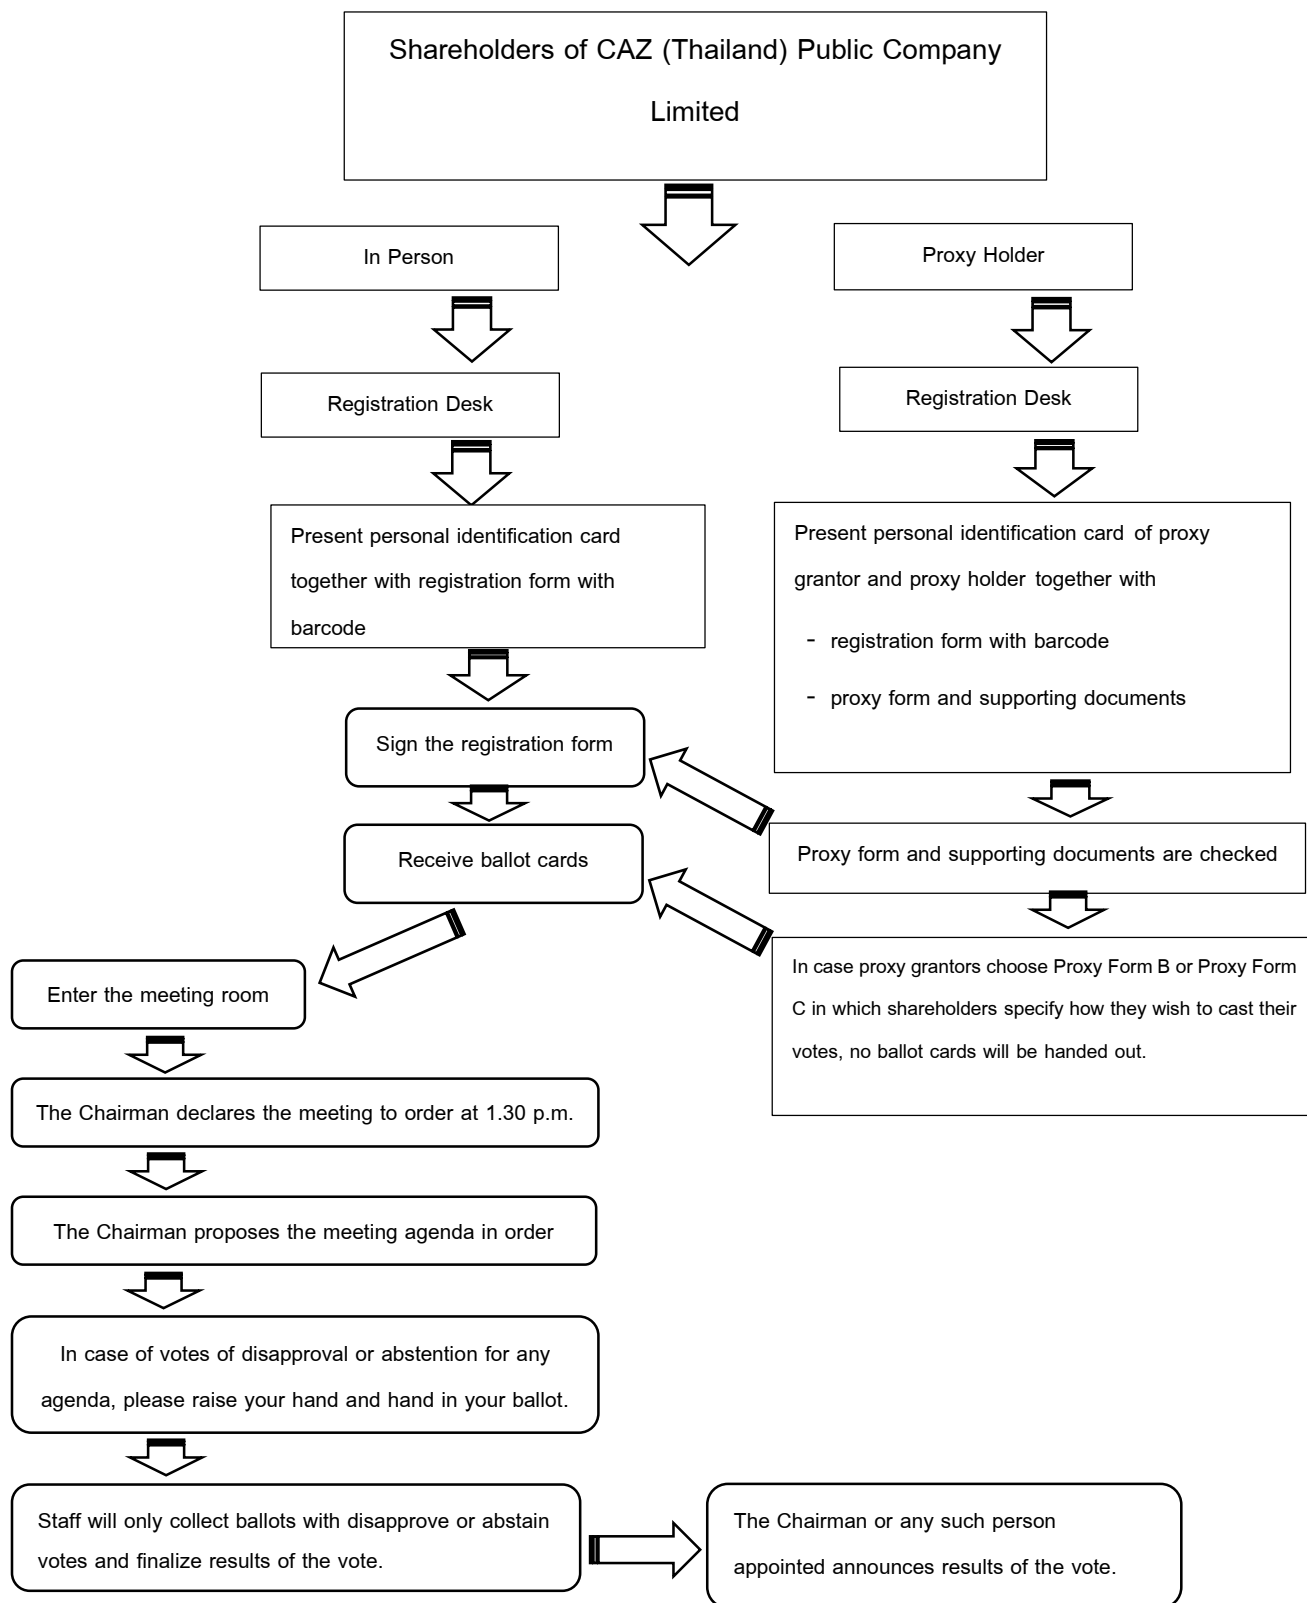 Shareholders of CAZ (Thailand) Public Company
Limited
In Person
Proxy Holder
Registration Desk
Registration Desk
Present personal identification card
together with registration form with
barcode
Present personal identification card of proxy
grantor and proxy holder together with
- registration form with barcode
- proxy form and supporting documents
Sign the registration form
Receive ballot cards
Proxy form and supporting documents are checked
In case proxy grantors choose Proxy Form B or Proxy Form
C in which shareholders specify how they wish to cast their
votes, no ballot cards will be handed out.
Enter the meeting room
The Chairman declares the meeting to order at 1.30 p.m.
The Chairman proposes the meeting agenda in order
In case of votes of disapproval or abstention for any
agenda, please raise your hand and hand in your ballot.
Staff will only collect ballots with disapprove or abstain
votes and finalize results of the vote.
The Chairman or any such person
appointed announces results of the vote.